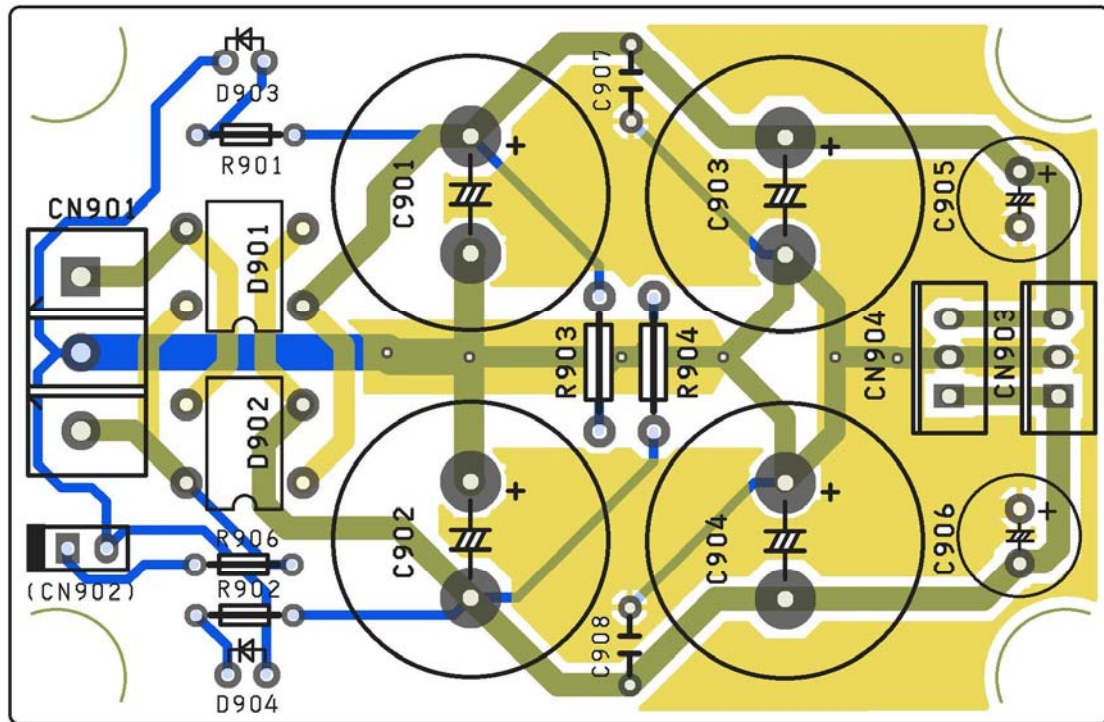 D903
R901
CN901
D901
C901
C907
C903
C905
R903
R904
CN904
CN903
D902
C902
C904
C906
R906
(CN902)
R902
C908
D904
+
+
+
+
+
+